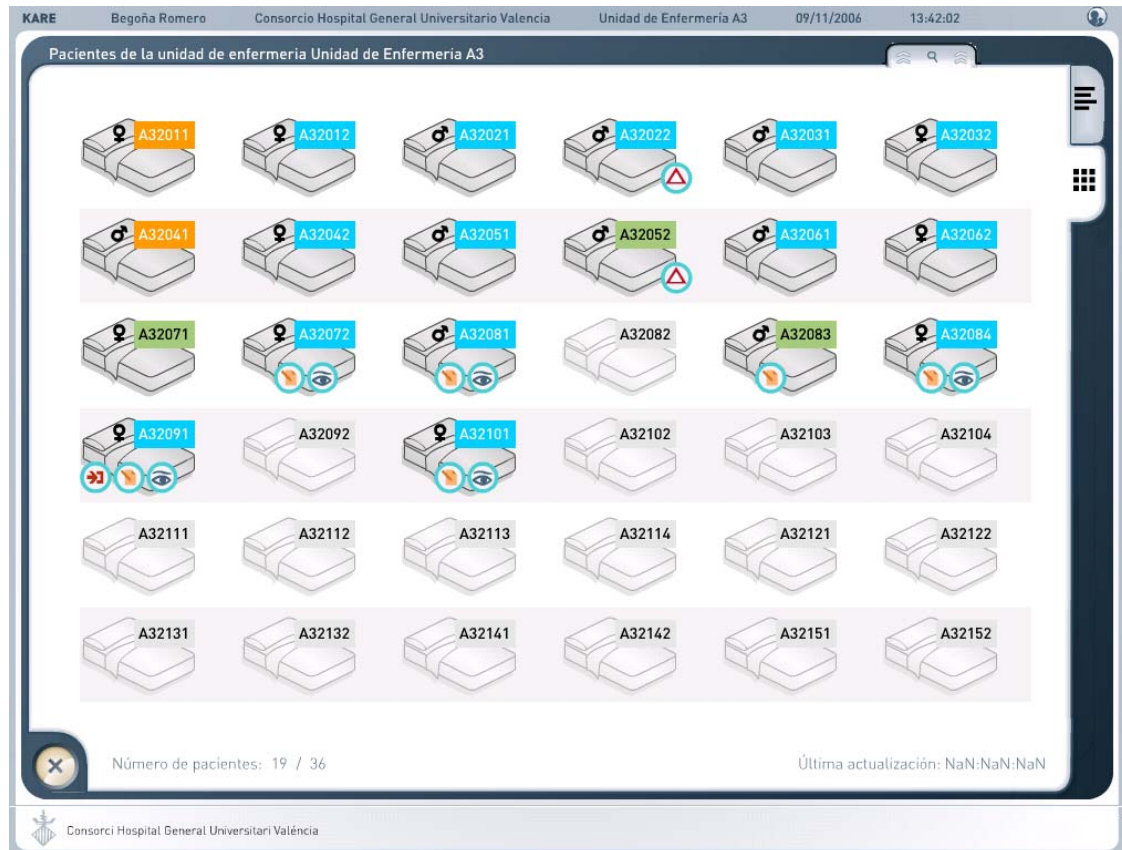 KARE Begoña Romero Consorcio Hospital General Universitario Valencia Unidad de Enfermería A3 09/11/2006 13:42:02
Pacientes de la unidad de enfermeria Unidad de Enfermeria A3
A32011 A32012 A32021 A32022 A32031 A32032
A32041 A32042 A32051 A32052 A32061 A32062
A32071 A32072 A32081 A32082 A32083 A32084
A32091 A32092 A32101 A32102 A32103 A32104
A32111 A32112 A32113 A32114 A32121 A32122
A32131 A32132 A32141 A32142 A32151 A32152
Número de pacientes: 19 / 36 Última actualización: NaN:NaN:NaN
Consorci Hospital General Universitari Valéncia